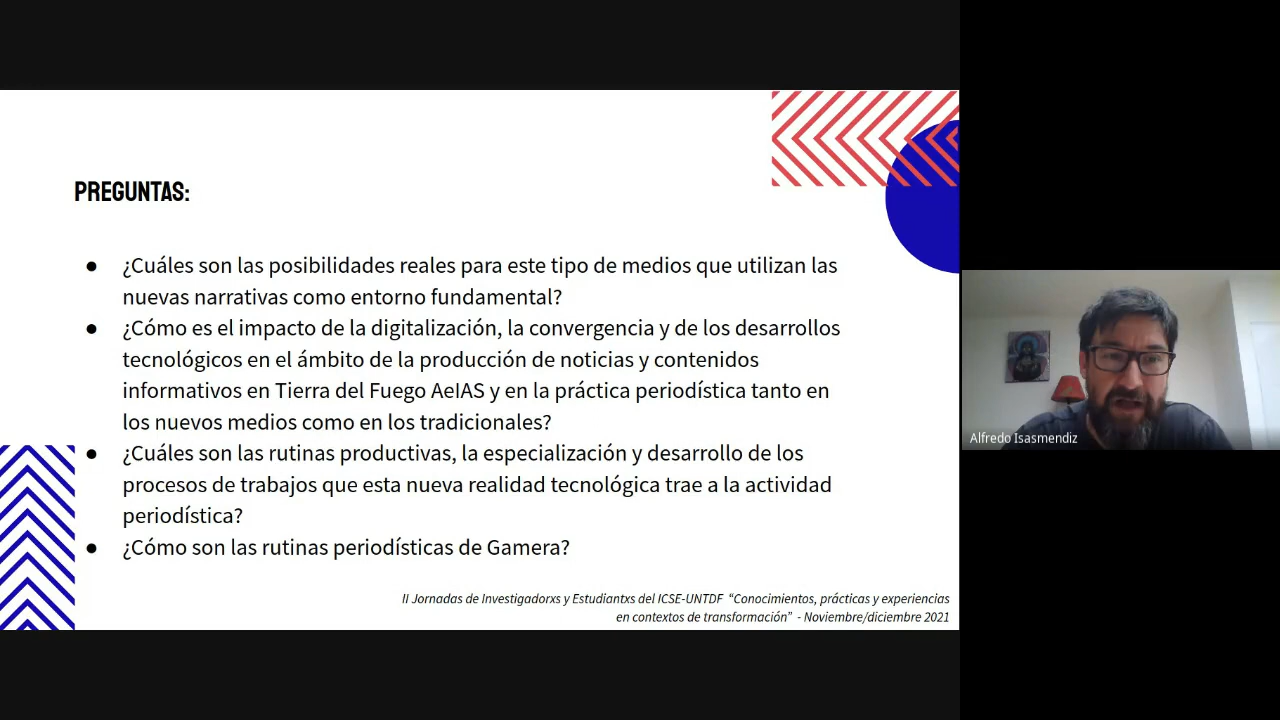 PREGUNTAS:
● ¿Cuáles son las posibilidades reales para este tipo de medios que utilizan las
nuevas narrativas como entorno fundamental?
● ¿Cómo es el impacto de la digitalización, la convergencia y de los desarrollos
tecnológicos en el ámbito de la producción de noticias y contenidos
informativos en Tierra del Fuego AeIAS y en la práctica periodística tanto en
los nuevos medios como en los tradicionales?
● ¿Cuáles son las rutinas productivas, la especialización y desarrollo de los
procesos de trabajos que esta nueva realidad tecnológica trae a la actividad
periodística?
● ¿Cómo son las rutinas periodísticas de Gamera?
II Jornadas de Investigadorxs y Estudiantxs del ICSE-UNTDF “Conocimientos, prácticas y experiencias
en contextos de transformación” - Noviembre/diciembre 2021
Alfredo Isasmendiz